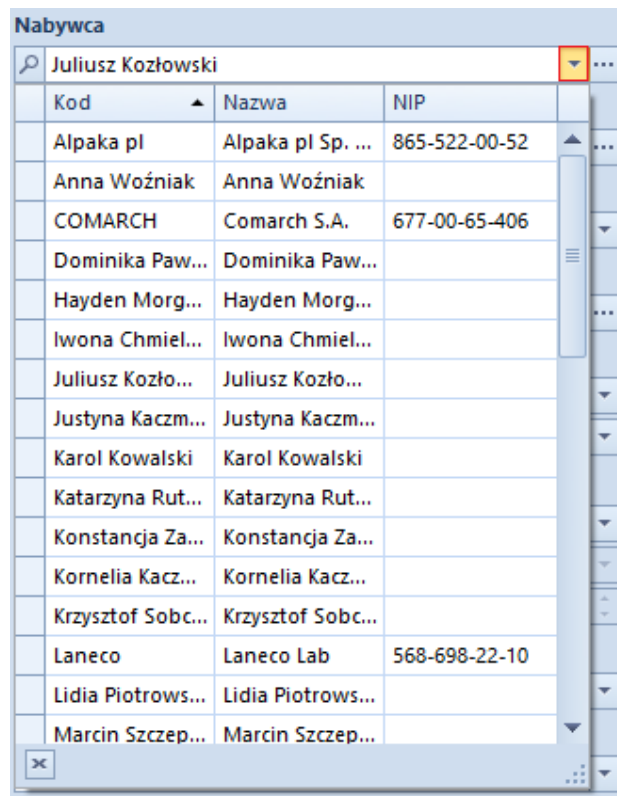 Nabywca
Juliusz Kozłowski
Kod Nazwa NIP
Alpaka pl Alpaka pl Sp. ... 865-522-00-52
Anna Woźniak Anna Woźniak
COMARCH Comarch S.A. 677-00-65-406
Dominika Paw... Dominika Paw...
Hayden Morg... Hayden Morg...
Iwona Chmiel... Iwona Chmiel...
Juliusz Kozło... Juliusz Kozło...
Justyna Kaczm... Justyna Kaczm...
Karol Kowalski Karol Kowalski
Katarzyna Rut... Katarzyna Rut...
Konstancja Za... Konstancja Za...
Kornelia Kacz... Kornelia Kacz...
Krzysztof Sobc... Krzysztof Sobc...
Laneco Laneco Lab 568-698-22-10
Lidia Piotrows... Lidia Piotrows...
Marcin Szczep... Marcin Szczep...